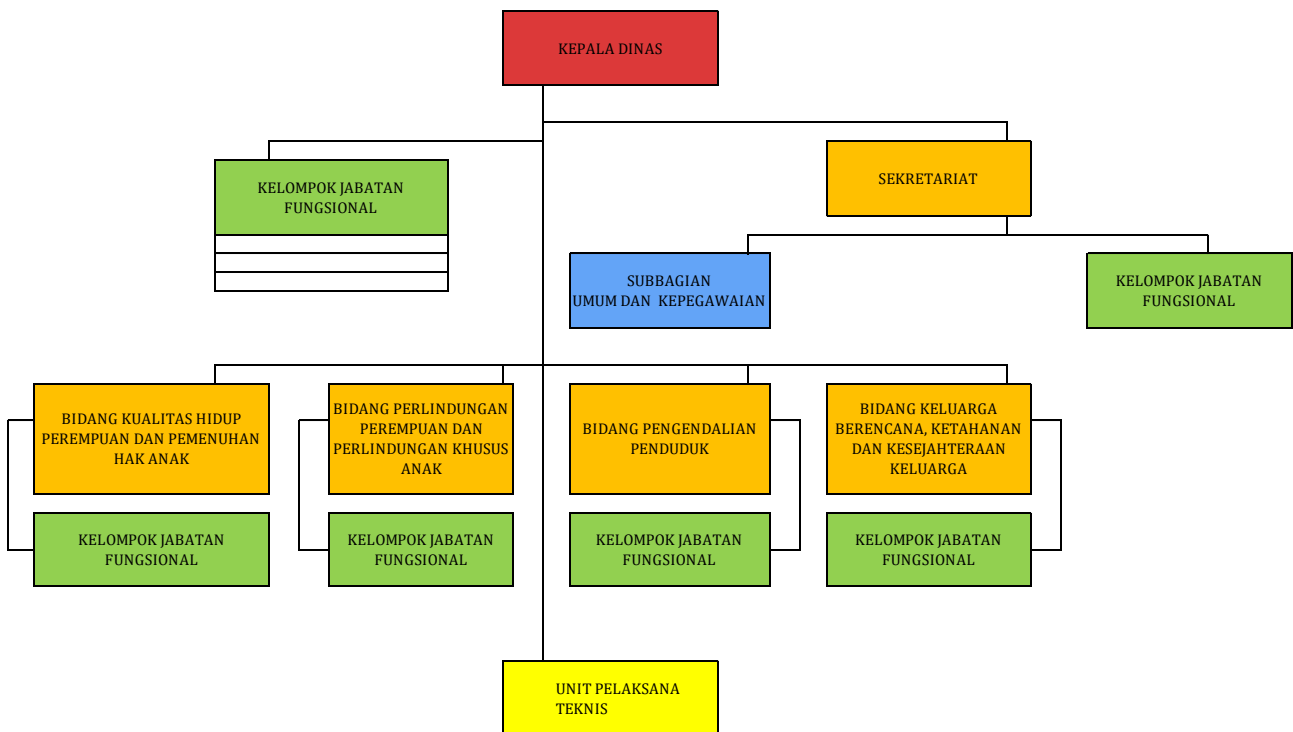 KEPALA DINAS
KELOMPOK JABATAN
FUNGSIONAL
SEKRETARIAT
SUBBAGIAN
UMUM DAN  KEPEGAWAIAN
KELOMPOK JABATAN
FUNGSIONAL
BIDANG KUALITAS HIDUP
PEREMPUAN DAN PEMENUHAN
HAK ANAK
BIDANG PERLINDUNGAN
PEREMPUAN DAN
PERLINDUNGAN KHUSUS
ANAK
BIDANG PENGENDALIAN
PENDUDUK
BIDANG KELUARGA
BERENCANA, KETAHANAN
DAN KESEJAHTERAAN
KELUARGA
KELOMPOK JABATAN
FUNGSIONAL
KELOMPOK JABATAN
FUNGSIONAL
KELOMPOK JABATAN
FUNGSIONAL
KELOMPOK JABATAN
FUNGSIONAL
UNIT PELAKSANA
TEKNIS